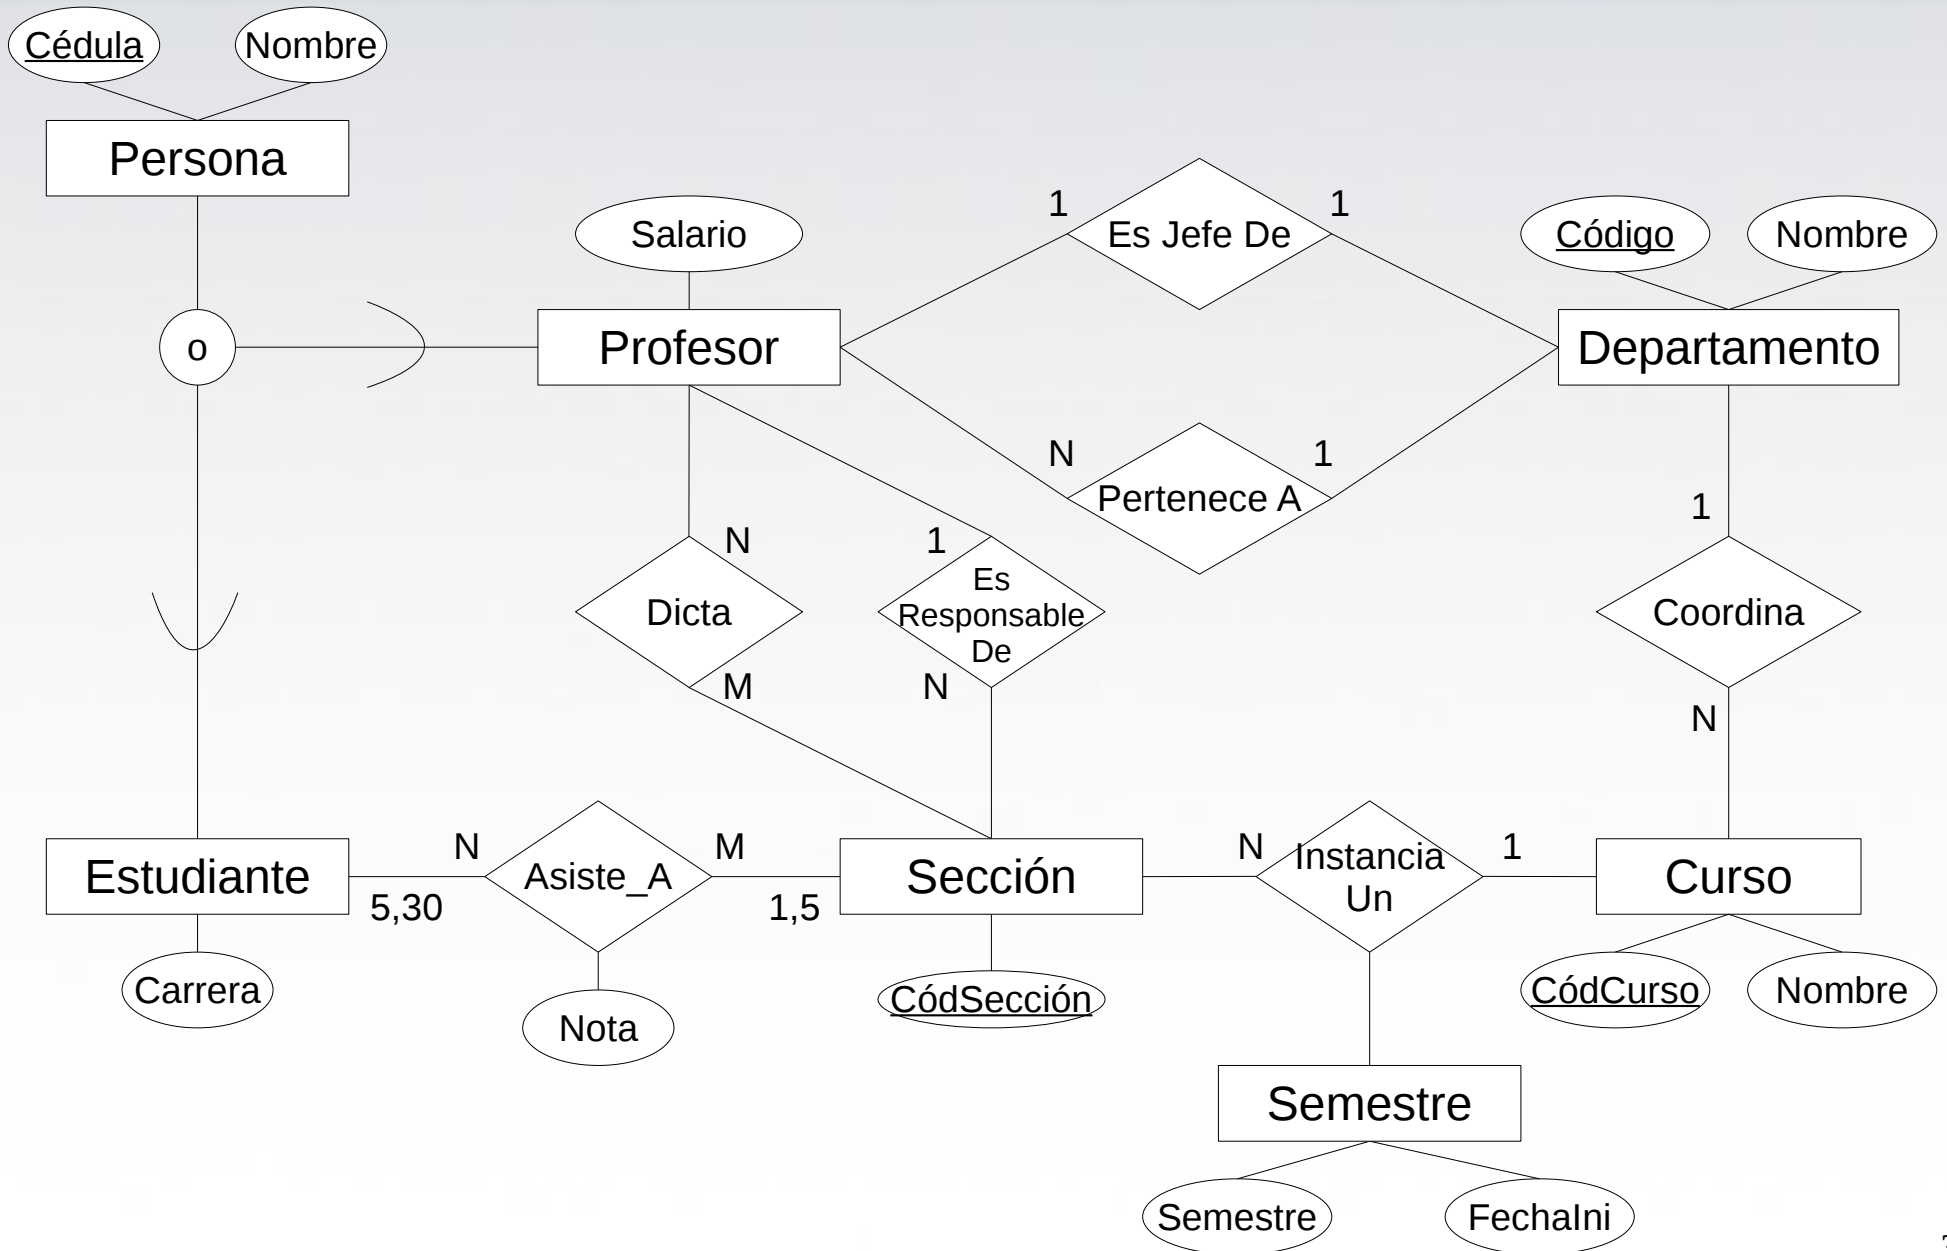 Cédula
Nombre
Persona
1
1
Es Jefe De
Salario
Código
Nombre
o
Profesor
Departamento
N
1
Pertenece A
1
N
1
Es
Responsable
De
Dicta
Coordina
M
N
N
N
M
N
1
Estudiante
Asiste_A
Sección
Instancia
Un
Curso
5,30
1,5
Carrera
Nota
CódSección
CódCurso
Nombre
Semestre
Semestre
FechaIni